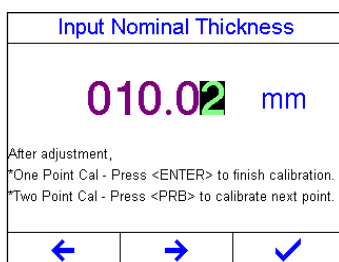 Input Nominal Thickness
010.02 mm
After adjustment,
*One Point Cal - Press <ENTER> to finish calibration.
*Two Point Cal - Press <PRB> to calibrate next point.